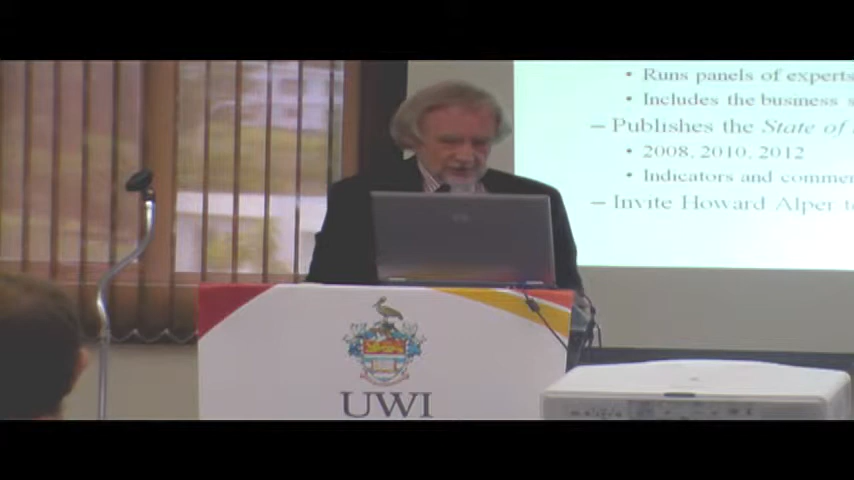 • Runs panels of experts
• Includes the business
– Publishes the State of
• 2008, 2010, 2012
• Indicators and
– Invite Howard Alper
UWI